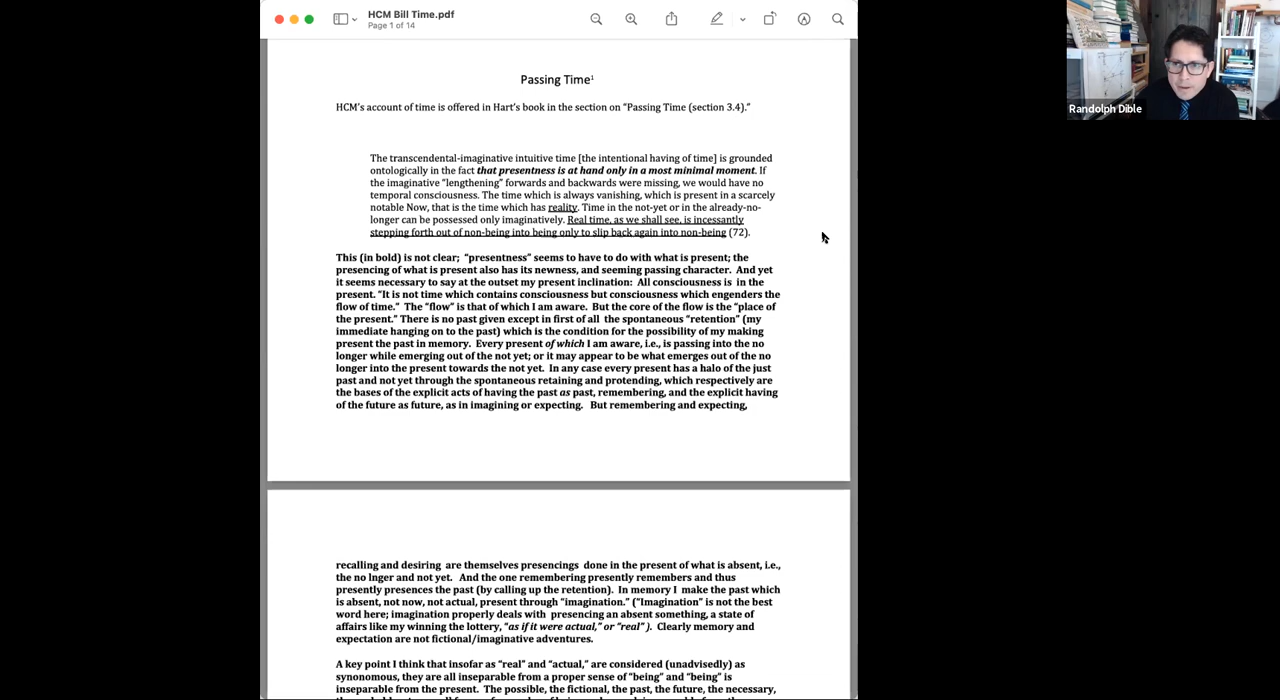 HCM Bill Time.pdf
Page 1 of 14
Randolph Dible
Passing Time¹
HCM's account of time is offered in Hart's book in the section on "Passing Time (section 3.4)."
The transcendental-imaginative intuitive time [the intentional having of time] is grounded
ontologically in the fact that presentness is at hand only in a most minimal moment. If
the imaginative "lengthening" forwards and backwards were missing, we would have no
temporal consciousness. The time which is always vanishing, which is present in a scarcely
notable Now, that is the time which has reality. Time in the not-yet or in the already-no-
longer can be possessed only imaginatively. Real time, as we shall see, is incessantly
stepping forth out of non-being into being only to slip back again into non-being (72).
This (in bold) is not clear; "presentness" seems to have to do with what is present; the
presencing of what is present also has its newness, and seeming passing character. And yet
it seems necessary to say at the outset my present inclination: All consciousness is in the
present. "It is not time which contains consciousness but consciousness which engenders the
flow of time." The "flow" is that of which I am aware. But the core of the flow is the "place of
the present." There is no past given except in first of all the spontaneous "retention" (my
immediate hanging on to the past) which is the condition for the possibility of my making
present the past in memory. Every present of which I am aware, i.e., is passing into the no
longer while emerging out of the not yet; or it may appear to be what emerges out of the no
longer into the present towards the not yet. In any case every present has a halo of the just
past and not yet through the spontaneous retaining and protending, which respectively are
the bases of the explicit acts of having the past as past, remembering, and the explicit having
of the future as future, as in imagining or expecting. But remembering and expecting,
recalling and desiring are themselves presencings done in the present of what is absent, i.e.,
the no lnger and not yet. And the one remembering presently remembers and thus
presently presences the past (by calling up the retention). In memory I make the past which
is absent, not now, not actual, present through "imagination." ("Imagination" is not the best
word here; imagination properly deals with presencing an absent something, a state of
affairs like my winning the lottery, "as if it were actual," or "real" ). Clearly memory and
expectation are not fictional/imaginative adventures.
A key point I think that insofar as "real" and "actual," are considered (unadvisedly) as
synonomous, they are all inseparable from a proper sense of "being" and "being" is
inseparable from the present. The possible, the fictional, the past, the future, the necessary,